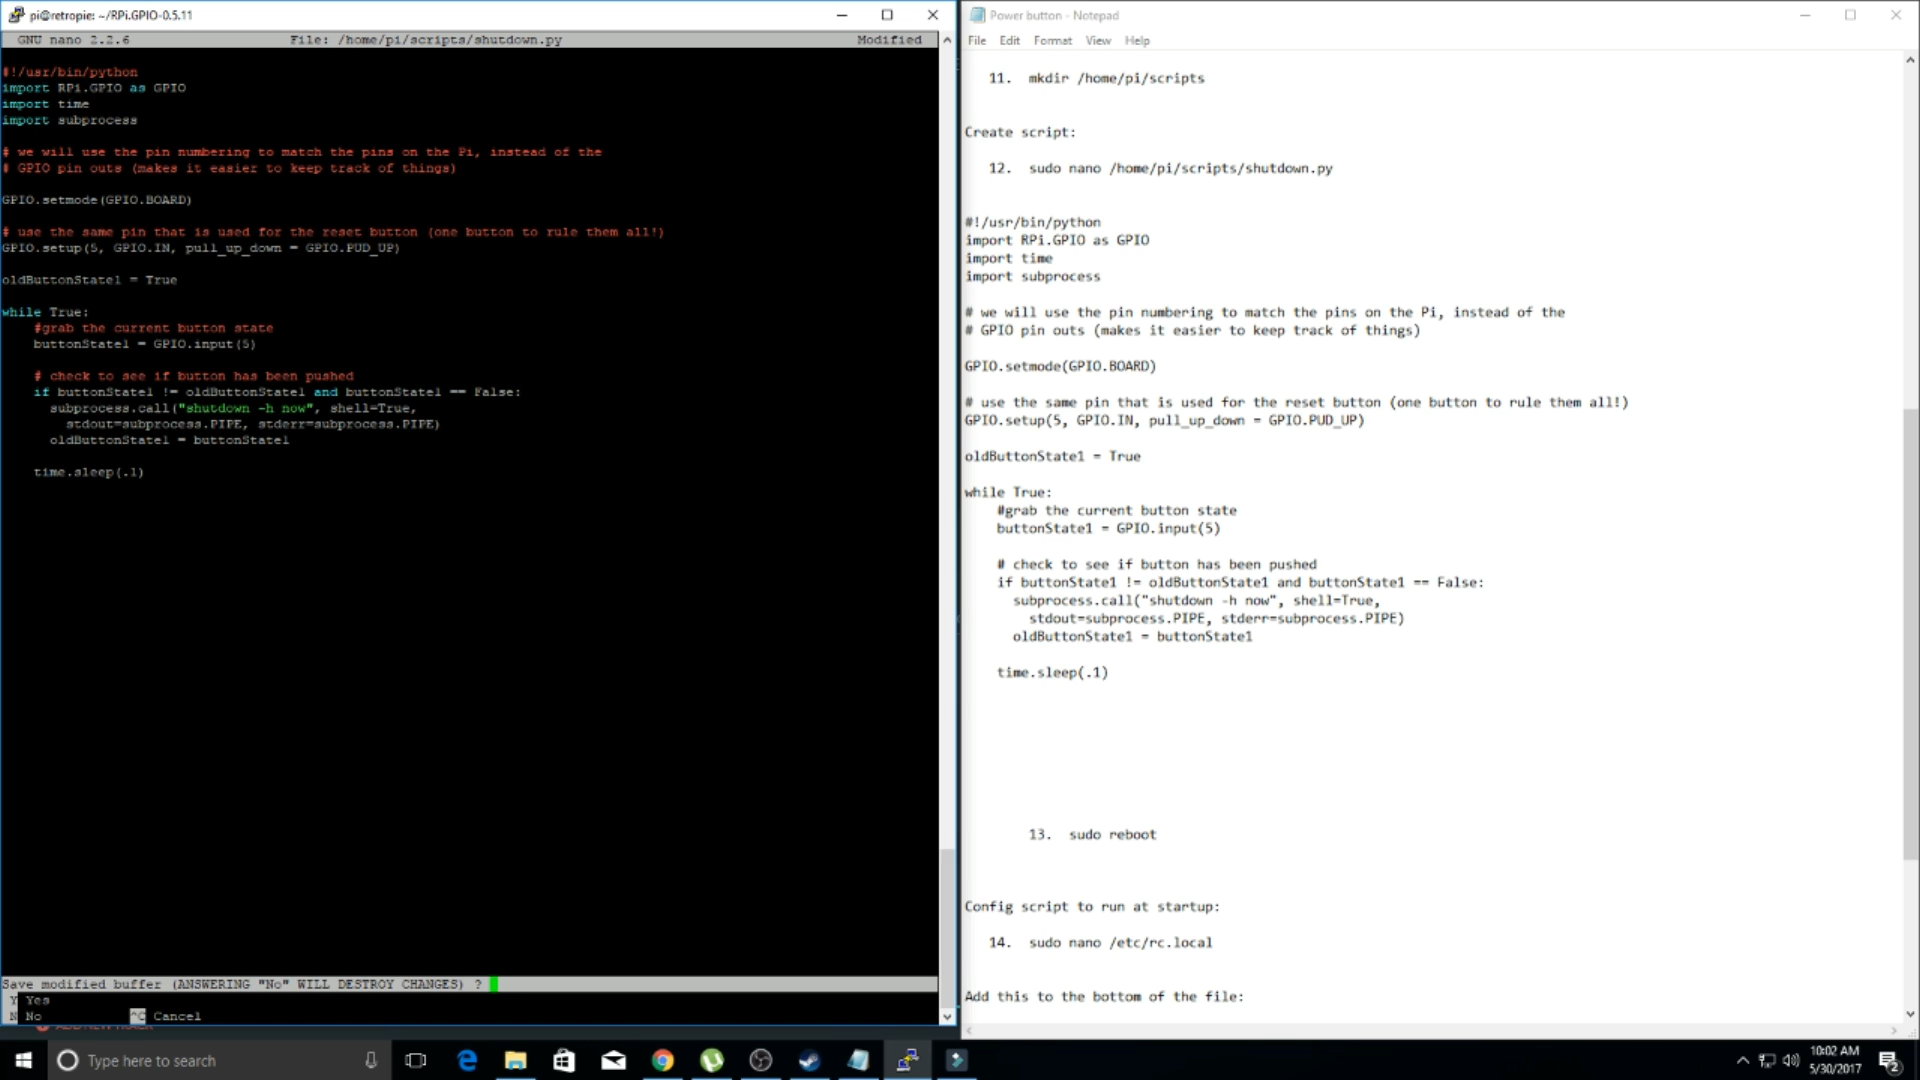 pi@retropie: ~/RPi.GPIO-0.5.11
GNU nano 2.2.6 File: /home/pi/scripts/shutdown.py Modified
#!/usr/bin/python
import RPi.GPIO as GPIO
import time
import subprocess
# we will use the pin numbering to match the pins on the Pi, instead of the
# GPIO pin outs (makes it easier to keep track of things)
GPIO.setmode(GPIO.BOARD)
# use the same pin that is used for the reset button (one button to rule them all!)
GPIO.setup(5, GPIO.IN, pull_up_down = GPIO.PUD_UP)
oldButtonState1 = True
while True:
#grab the current button state
buttonState1 = GPIO.input(5)
# check to see if button has been pushed
if buttonState1 != oldButtonState1 and buttonState1 == False:
subprocess.call("shutdown -h now", shell=True,
stdout=subprocess.PIPE, stderr=subprocess.PIPE)
oldButtonState1 = buttonState1
time.sleep(.1)
Save modified buffer (ANSWERING "No" WILL DESTROY CHANGES) ?
Y Yes
N No ^C Cancel
Power button - Notepad
File Edit Format View Help
11. mkdir /home/pi/scripts
Create script:
12. sudo nano /home/pi/scripts/shutdown.py
#!/usr/bin/python
import RPi.GPIO as GPIO
import time
import subprocess
# we will use the pin numbering to match the pins on the Pi, instead of the
# GPIO pin outs (makes it easier to keep track of things)
GPIO.setmode(GPIO.BOARD)
# use the same pin that is used for the reset button (one button to rule them all!)
GPIO.setup(5, GPIO.IN, pull_up_down = GPIO.PUD_UP)
oldButtonState1 = True
while True:
#grab the current button state
buttonState1 = GPIO.input(5)
# check to see if button has been pushed
if buttonState1 != oldButtonState1 and buttonState1 == False:
subprocess.call("shutdown -h now", shell=True,
stdout=subprocess.PIPE, stderr=subprocess.PIPE)
oldButtonState1 = buttonState1
time.sleep(.1)
13. sudo reboot
Config script to run at startup:
14. sudo nano /etc/rc.local
Add this to the bottom of the file:
Type here to search
10:02 AM
5/30/2017
2